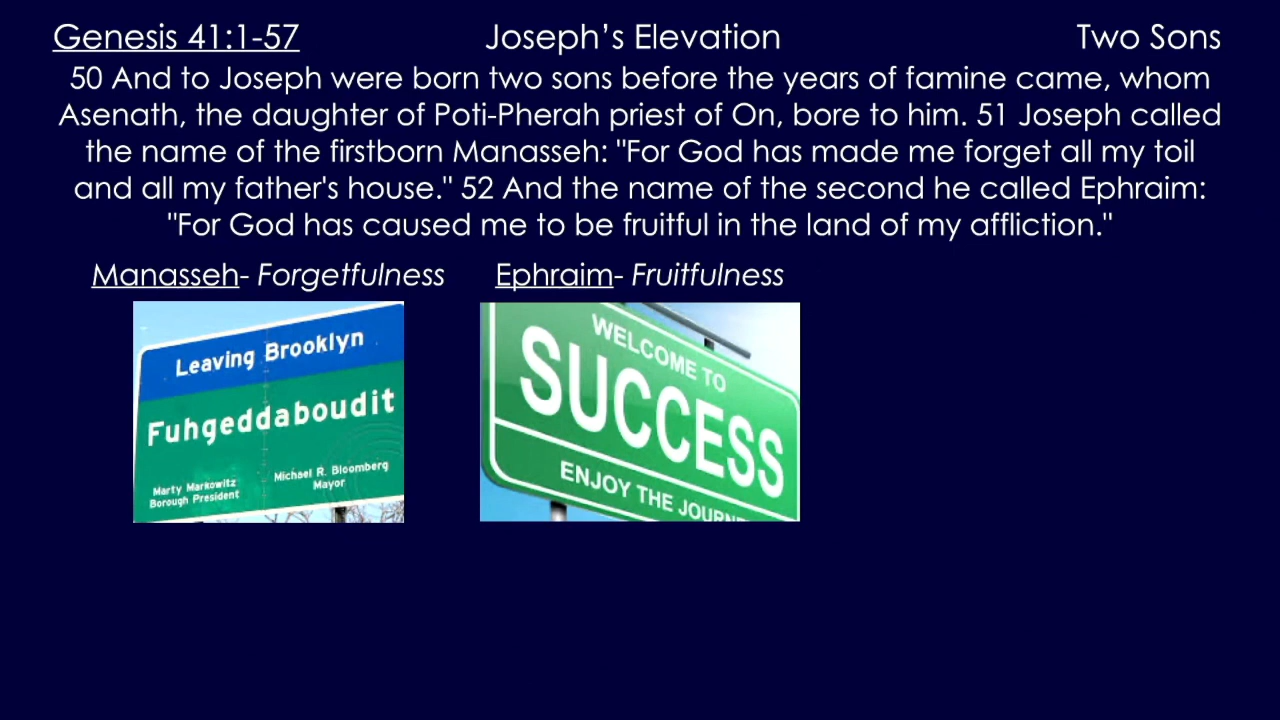 Genesis 41:1-57 Joseph’s Elevation Two Sons
50 And to Joseph were born two sons before the years of famine came, whom
Asenath, the daughter of Poti-Pherah priest of On, bore to him. 51 Joseph called
the name of the firstborn Manasseh: "For God has made me forget all my toil
and all my father's house." 52 And the name of the second he called Ephraim:
"For God has caused me to be fruitful in the land of my affliction."
Manasseh- Forgetfulness
Ephraim- Fruitfulness
Leaving Brooklyn
Fuhgeddaboudit
Marty Markowitz
Borough President
Michael R. Bloomberg
Mayor
WELCOME TO
SUCCESS
ENJOY THE